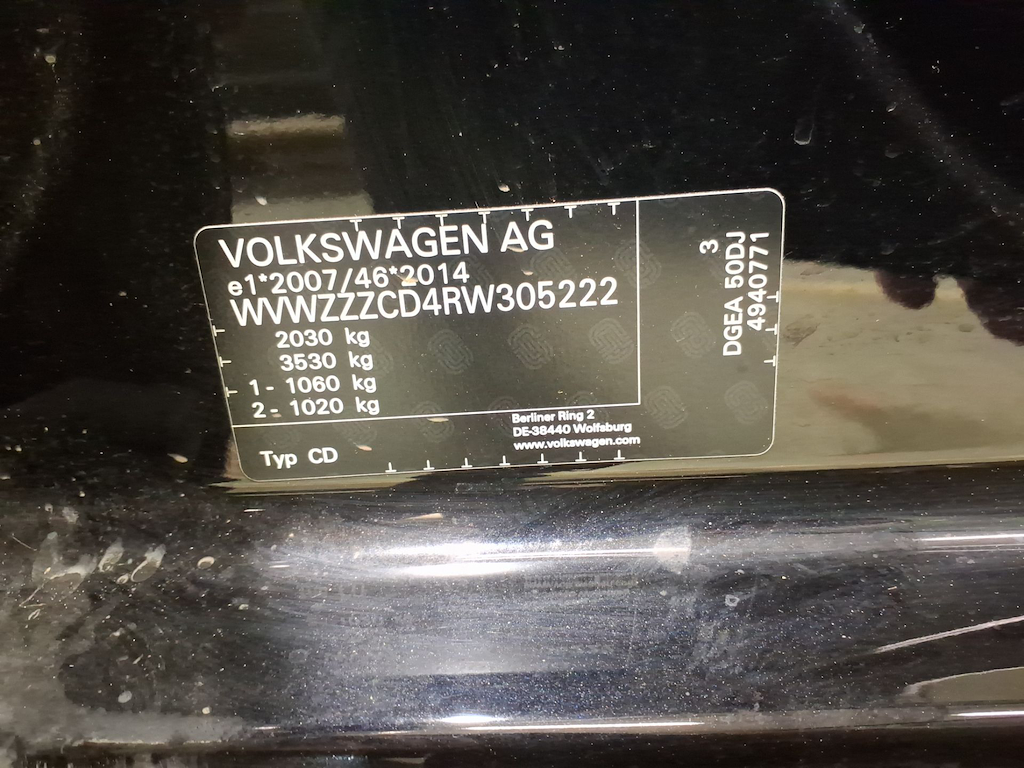 VOLKSWAGEN AG
e1*2007/46*2014
WVWZZZCD4RW305222
2030 kg
3530 kg
1 - 1060 kg
2 - 1020 kg
Typ CD
Berliner Ring 2
DE-38440 Wolfsburg
www.volkswagen.com
3
DGEA 50DJ
4940771